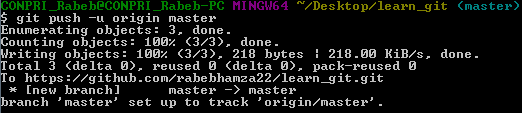 CONPRI_Rabeb@CONPRI_Rabeb-PC MINGW64 ~/Desktop/learn_git (master)
$ git push -u origin master
Enumerating objects: 3, done.
Counting objects: 100% (3/3), done.
Writing objects: 100% (3/3), 218 bytes | 218.00 KiB/s, done.
Total 3 (delta 0), reused 0 (delta 0), pack-reused 0
To https://github.com/rabebhamza22/learn_git.git
 * [new branch]      master -> master
branch 'master' set up to track 'origin/master'.